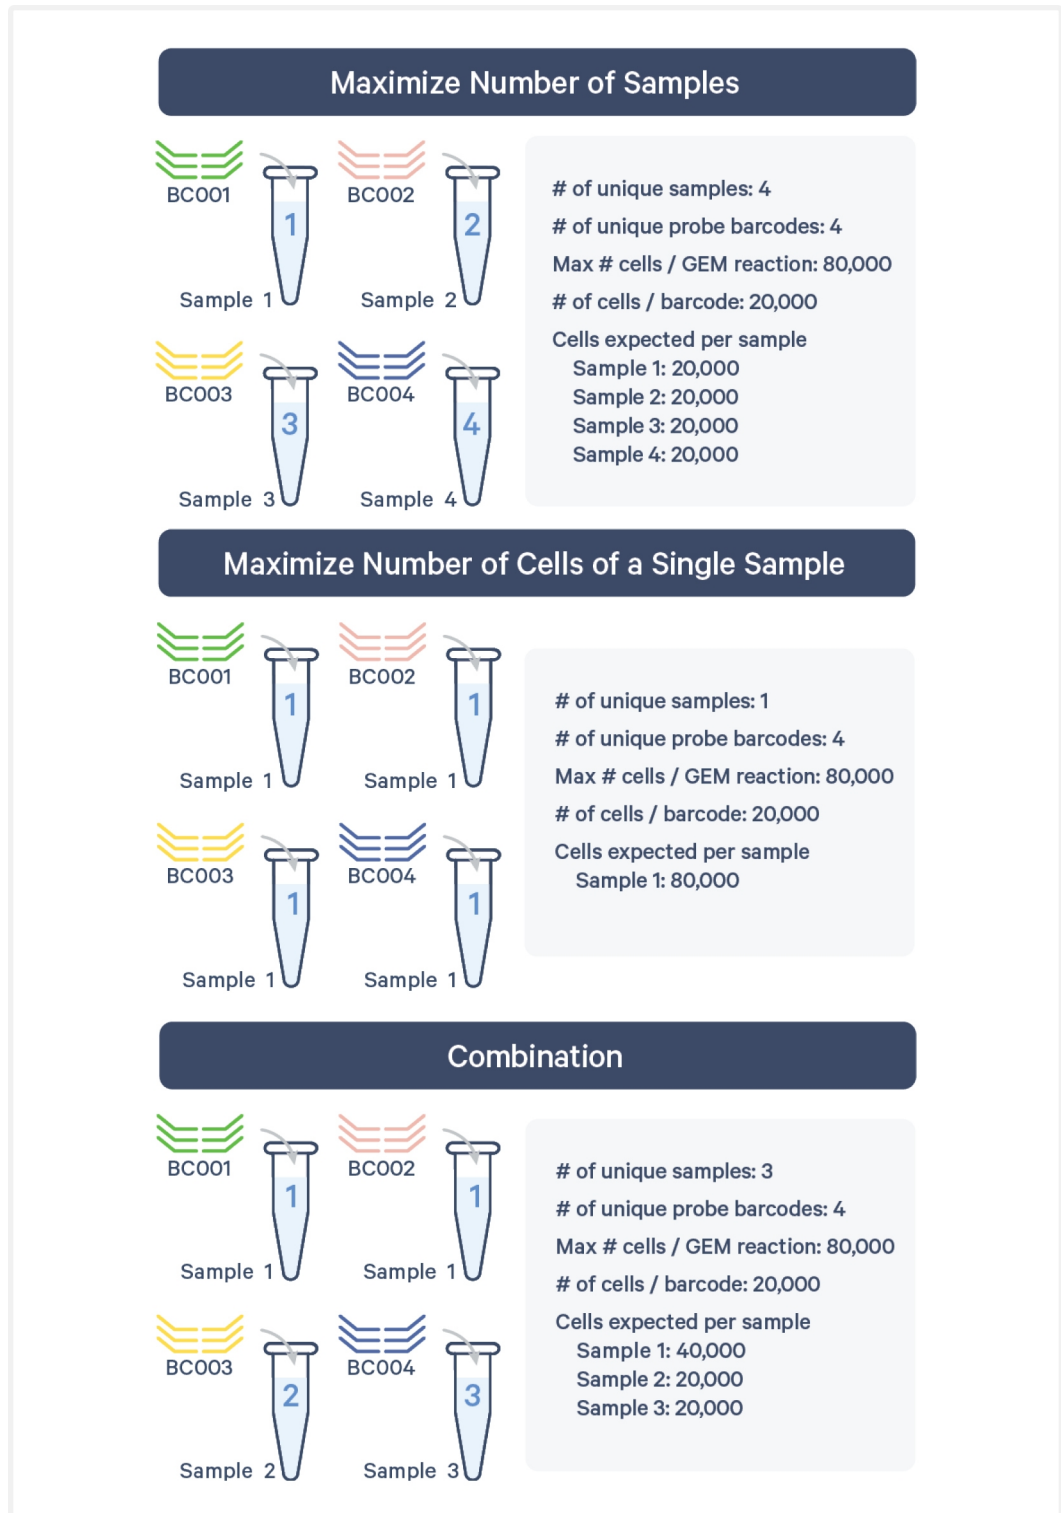 Maximize Number of Samples
BC001
1
Sample 1
BC002
2
Sample 2
BC003
3
Sample 3
BC004
4
Sample 4
# of unique samples: 4
# of unique probe barcodes: 4
Max # cells / GEM reaction: 80,000
# of cells / barcode: 20,000
Cells expected per sample
Sample 1: 20,000
Sample 2: 20,000
Sample 3: 20,000
Sample 4: 20,000
Maximize Number of Cells of a Single Sample
BC001
1
Sample 1
BC002
1
Sample 1
BC003
1
Sample 1
BC004
1
Sample 1
# of unique samples: 1
# of unique probe barcodes: 4
Max # cells / GEM reaction: 80,000
# of cells / barcode: 20,000
Cells expected per sample
Sample 1: 80,000
Combination
BC001
1
Sample 1
BC002
1
Sample 1
BC003
2
Sample 2
BC004
3
Sample 3
# of unique samples: 3
# of unique probe barcodes: 4
Max # cells / GEM reaction: 80,000
# of cells / barcode: 20,000
Cells expected per sample
Sample 1: 40,000
Sample 2: 20,000
Sample 3: 20,000